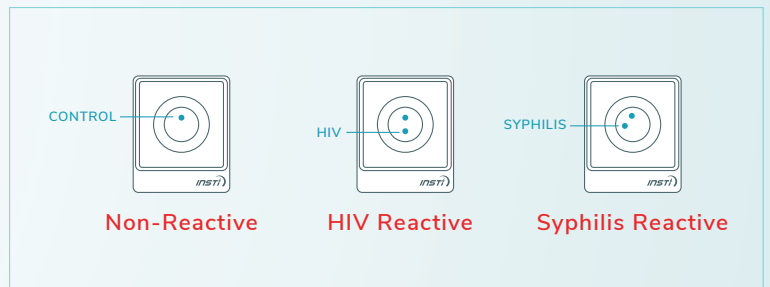 CONTROL
HIV
SYPHILIS
INSTI
INSTI
INSTI
Non-Reactive
HIV Reactive
Syphilis Reactive